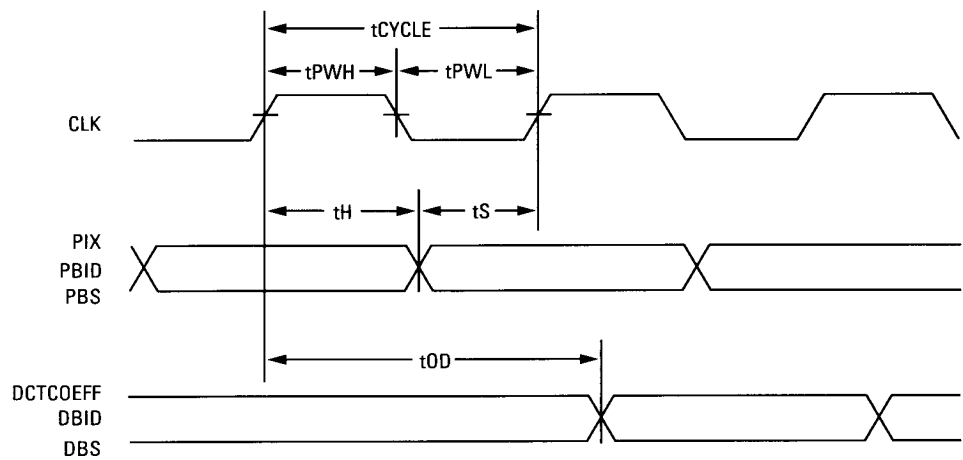 tCYCLE
tPWH
tPWL
CLK
tH
tS
PIX
PBID
PBS
tOD
DCTCOEFF
DBID
DBS